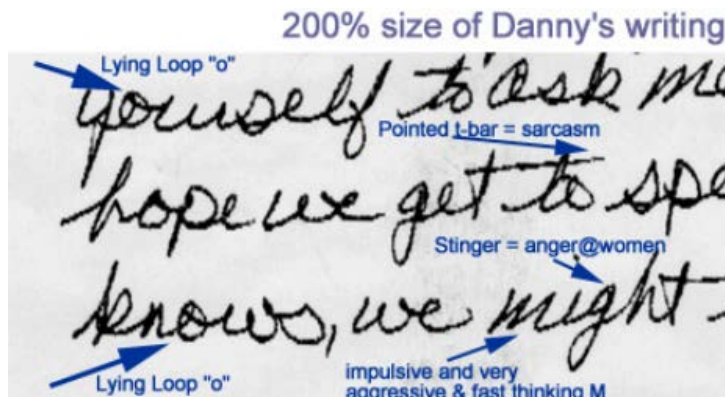 200% size of Danny's writing
Lying Loop "o"
yourself to ask me
Pointed t-bar = sarcasm
hope we get to spe
Stinger = anger@women
knows, we might
Lying Loop "o"
impulsive and very
aggressive & fast thinking M